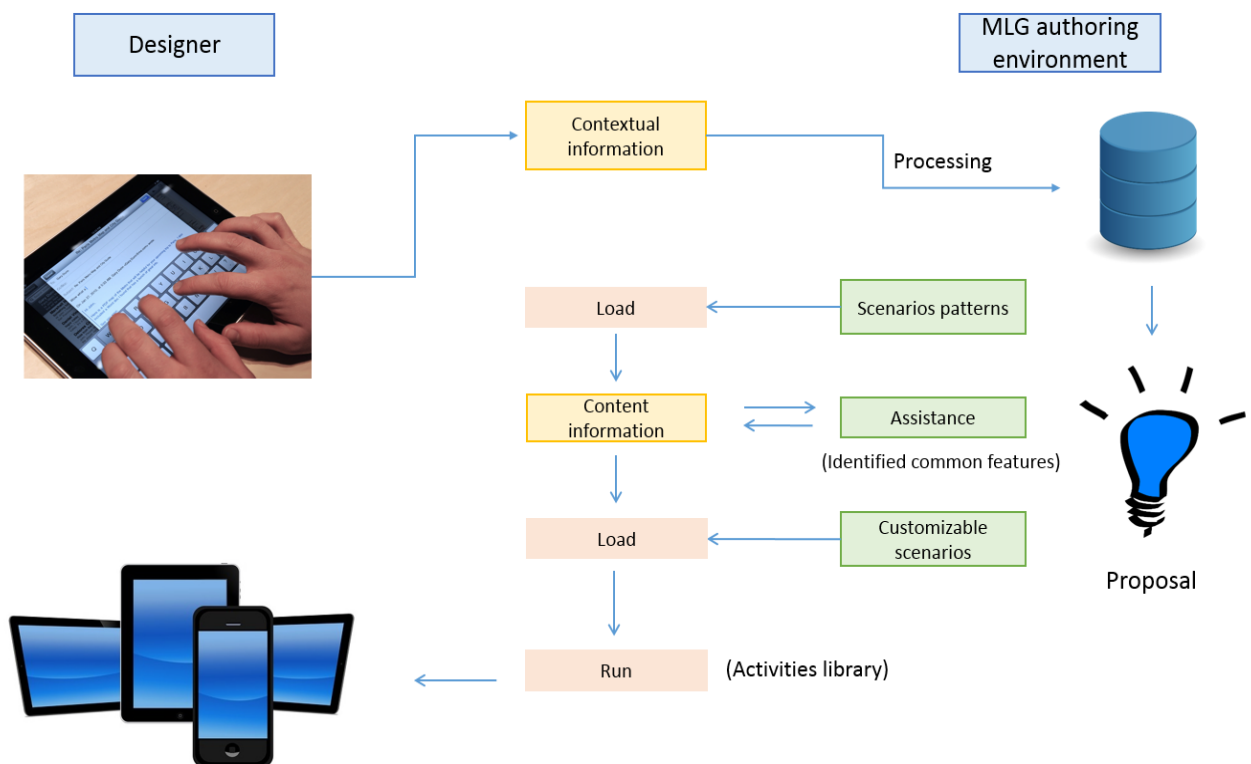 Designer
MLG authoring
environment
Contextual
information
Processing
Load
Scenarios patterns
Content
information
Assistance
(Identified common features)
Load
Customizable
scenarios
Proposal
Run
(Activities library)